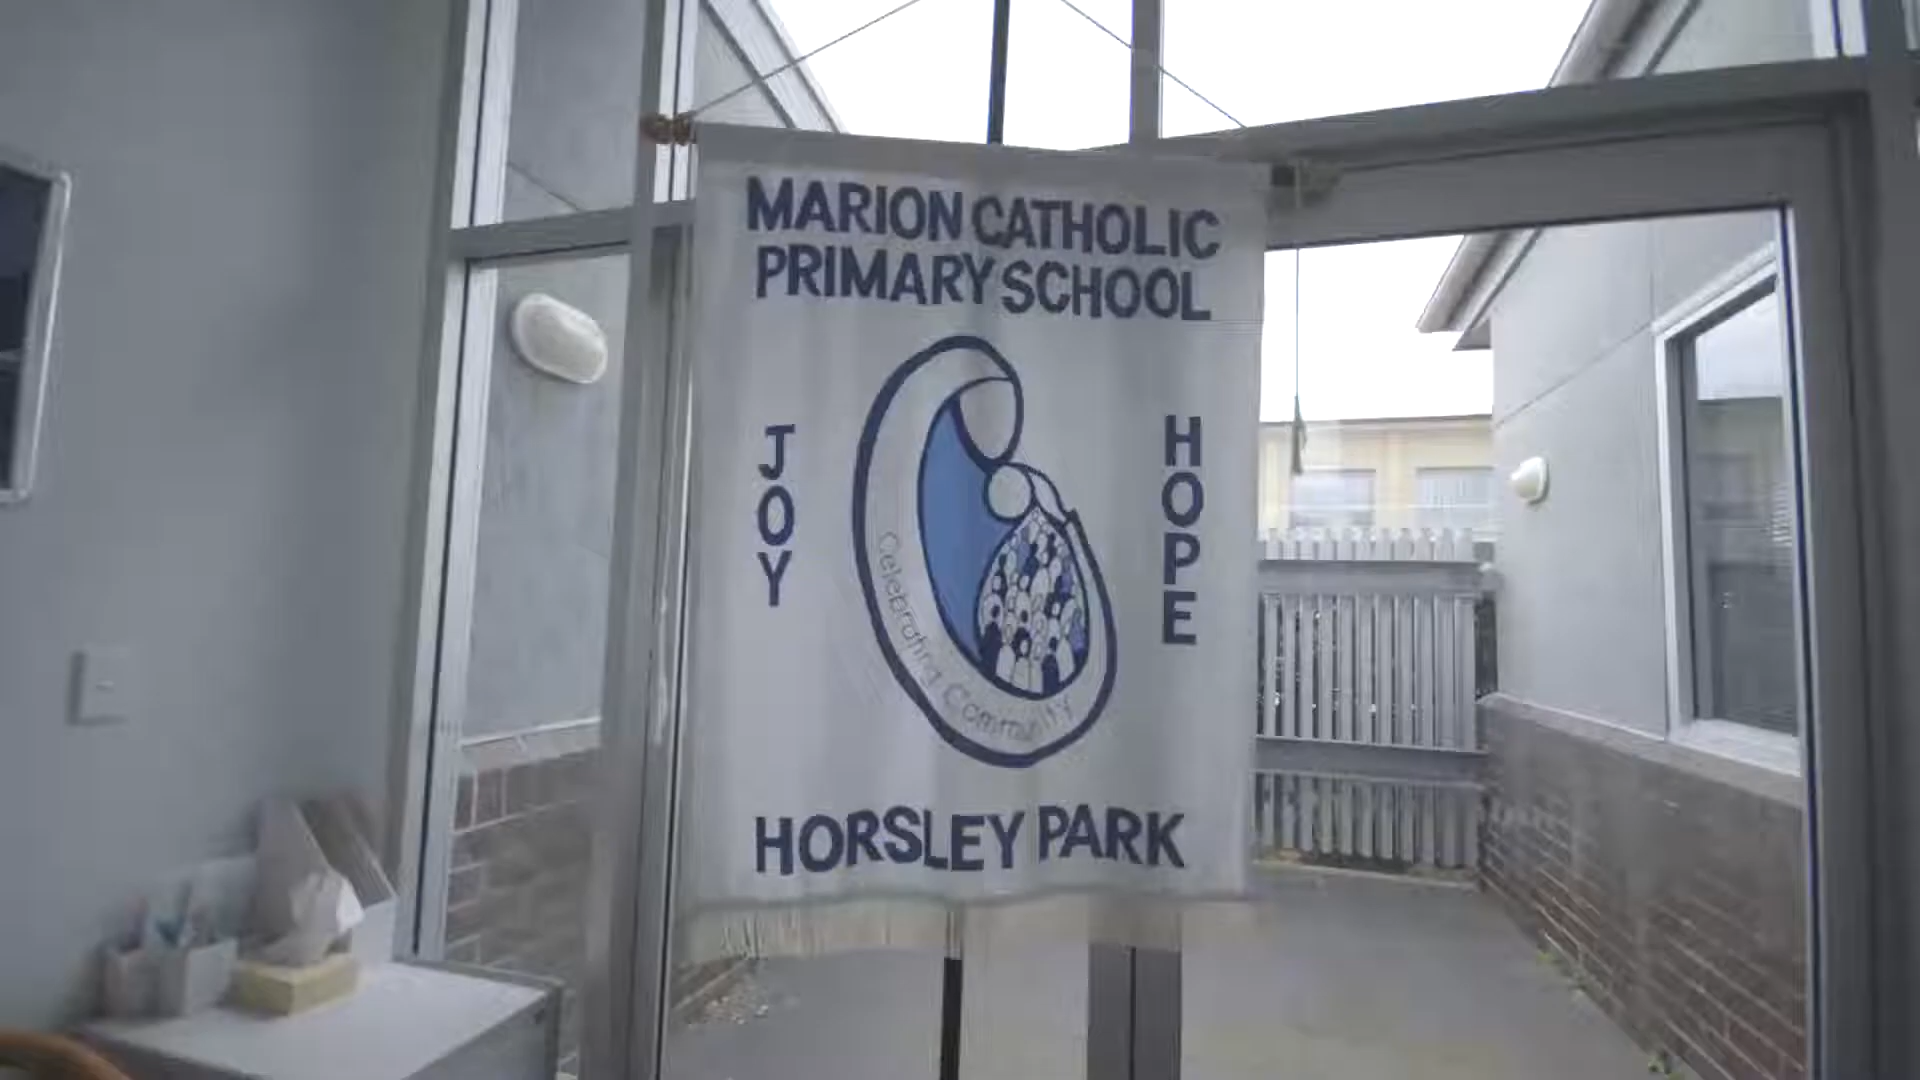 MARION CATHOLIC
PRIMARY SCHOOL
JOY
HOPE
Celebrating Community
HORSLEY PARK